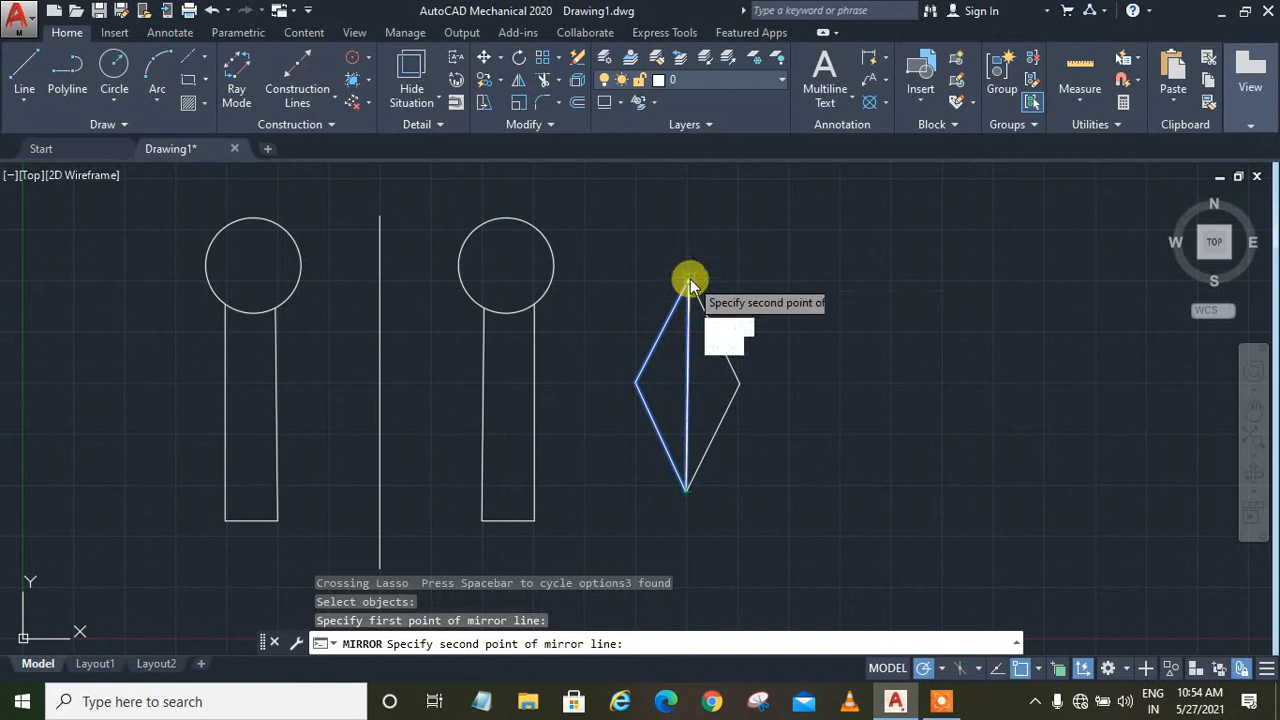 AutoCAD Mechanical 2020 Drawing1.dwg
Type a keyword or phrase
Sign In
M
Home Insert Annotate Parametric Content View Manage Output Add-ins Collaborate Express Tools Featured Apps
Line Polyline Circle Arc
Ray Mode
Construction Lines
Hide Situation
0
Multiline Text
Insert
Group
Measure
Paste
View
Draw Construction Detail Modify Layers Annotation Block Groups Utilities Clipboard
Start Drawing1*
[−][Top][2D Wireframe]
N
W TOP E
S
WCS
Specify second point of
Y
X
Crossing Lasso Press Spacebar to cycle options3 found
Select objects:
Specify first point of mirror line:
MIRROR Specify second point of mirror line:
Model Layout1 Layout2
MODEL
Type here to search
ENG
IN
10:54 AM
5/27/2021